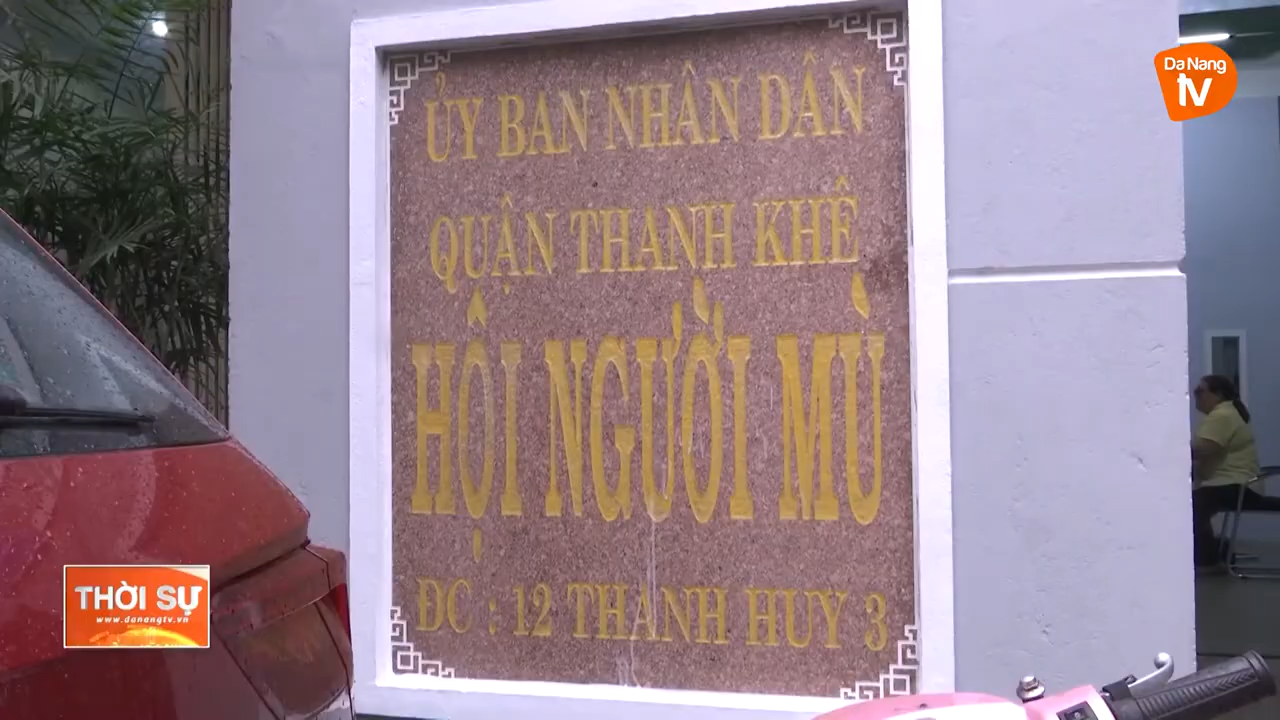 Da Nang
tv
ỦY BAN NHÂN DÂN
QUẬN THANH KHÊ
HỘI NGƯỜI MÙ
ĐC : 12 THANH HUY 3
THỜI SỰ
www.danangtv.vn